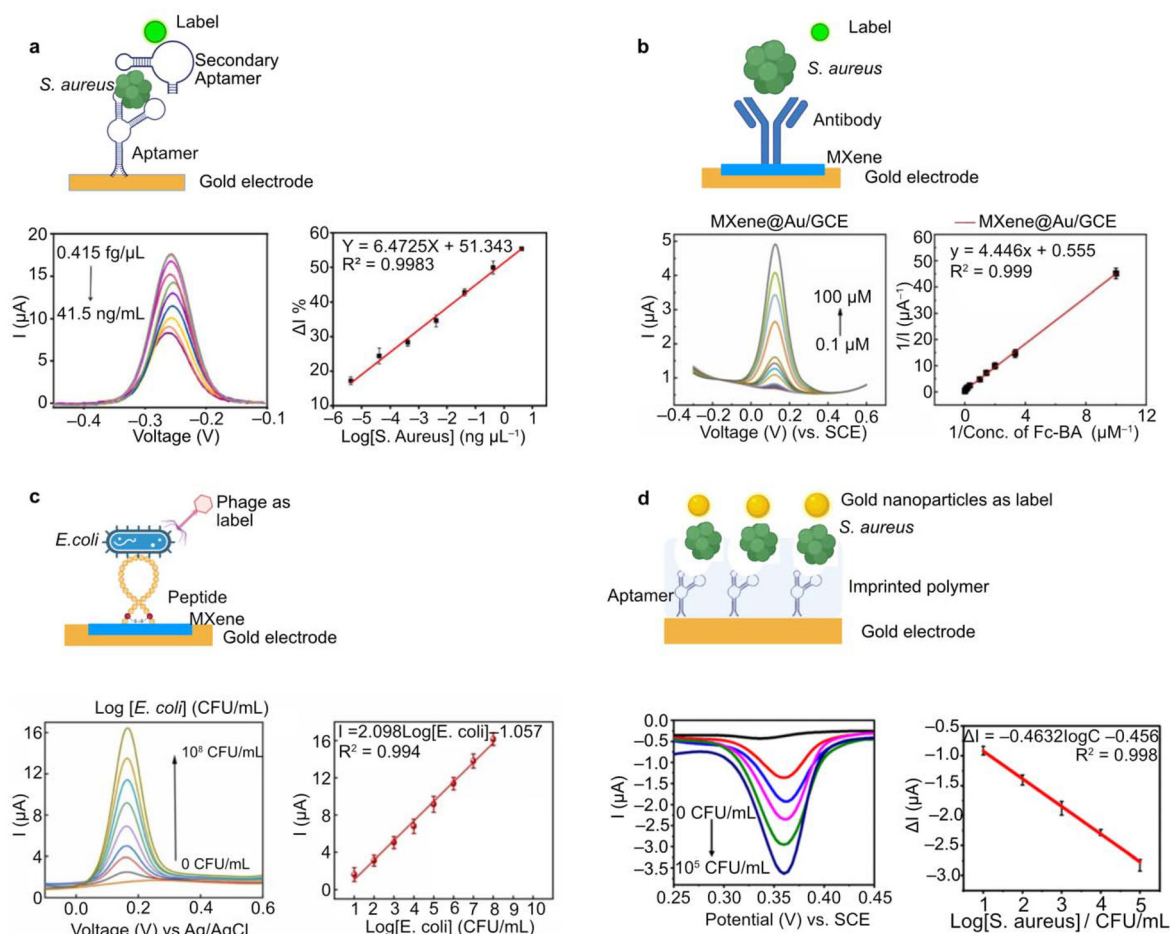 a
Label
Secondary
Aptamer
S. aureus
Aptamer
Gold electrode
20
15
10
5
0
I (µA)
0.415 fg/µL
41.5 ng/mL
–0.4
–0.3
–0.2
–0.1
Voltage (V)
60
50
40
30
20
10
ΔI %
Y = 6.4725X + 51.343
R² = 0.9983
–6
–5
–4
–3
–2
–1
0
1
Log[S. Aureus] (ng µL⁻¹)
b
Label
S. aureus
Antibody
MXene
Gold electrode
MXene@Au/GCE
5
4
3
2
1
I (µA)
100 µM
0.1 µM
–0.3
0.0
0.2
0.4
0.6
Voltage (V) (vs. SCE)
MXene@Au/GCE
60
50
40
30
20
10
0
1/I (µA⁻¹)
y = 4.446x + 0.555
R² = 0.999
0
4
8
12
1/Conc. of Fc-BA (µM⁻¹)
c
Phage as
label
E.coli
Peptide
MXene
Gold electrode
Log [E. coli] (CFU/mL)
16
12
8
4
0
I (µA)
10⁸ CFU/mL
0 CFU/mL
0.0
0.2
0.4
0.6
Voltage (V) vs Ag/AgCl
16
12
8
4
0
I (µA)
I =2.098Log[E. coli]–1.057
R² = 0.994
1 2 3 4 5 6 7 8 9 10
Log[E. coli] (CFU/mL)
d
Gold nanoparticles as label
S. aureus
Aptamer
Imprinted polymer
Gold electrode
0.0
–0.5
–1.0
–1.5
–2.0
–2.5
–3.0
–3.5
I (µA)
0 CFU/mL
10⁵ CFU/mL
0.25
0.30
0.35
0.40
0.45
Potential (V) vs. SCE
–0.5
–1.0
–1.5
–2.0
–2.5
–3.0
ΔI (µA)
ΔI = –0.4632logC –0.456
R² = 0.998
1
2
3
4
5
Log[S. aureus] / CFU/mL